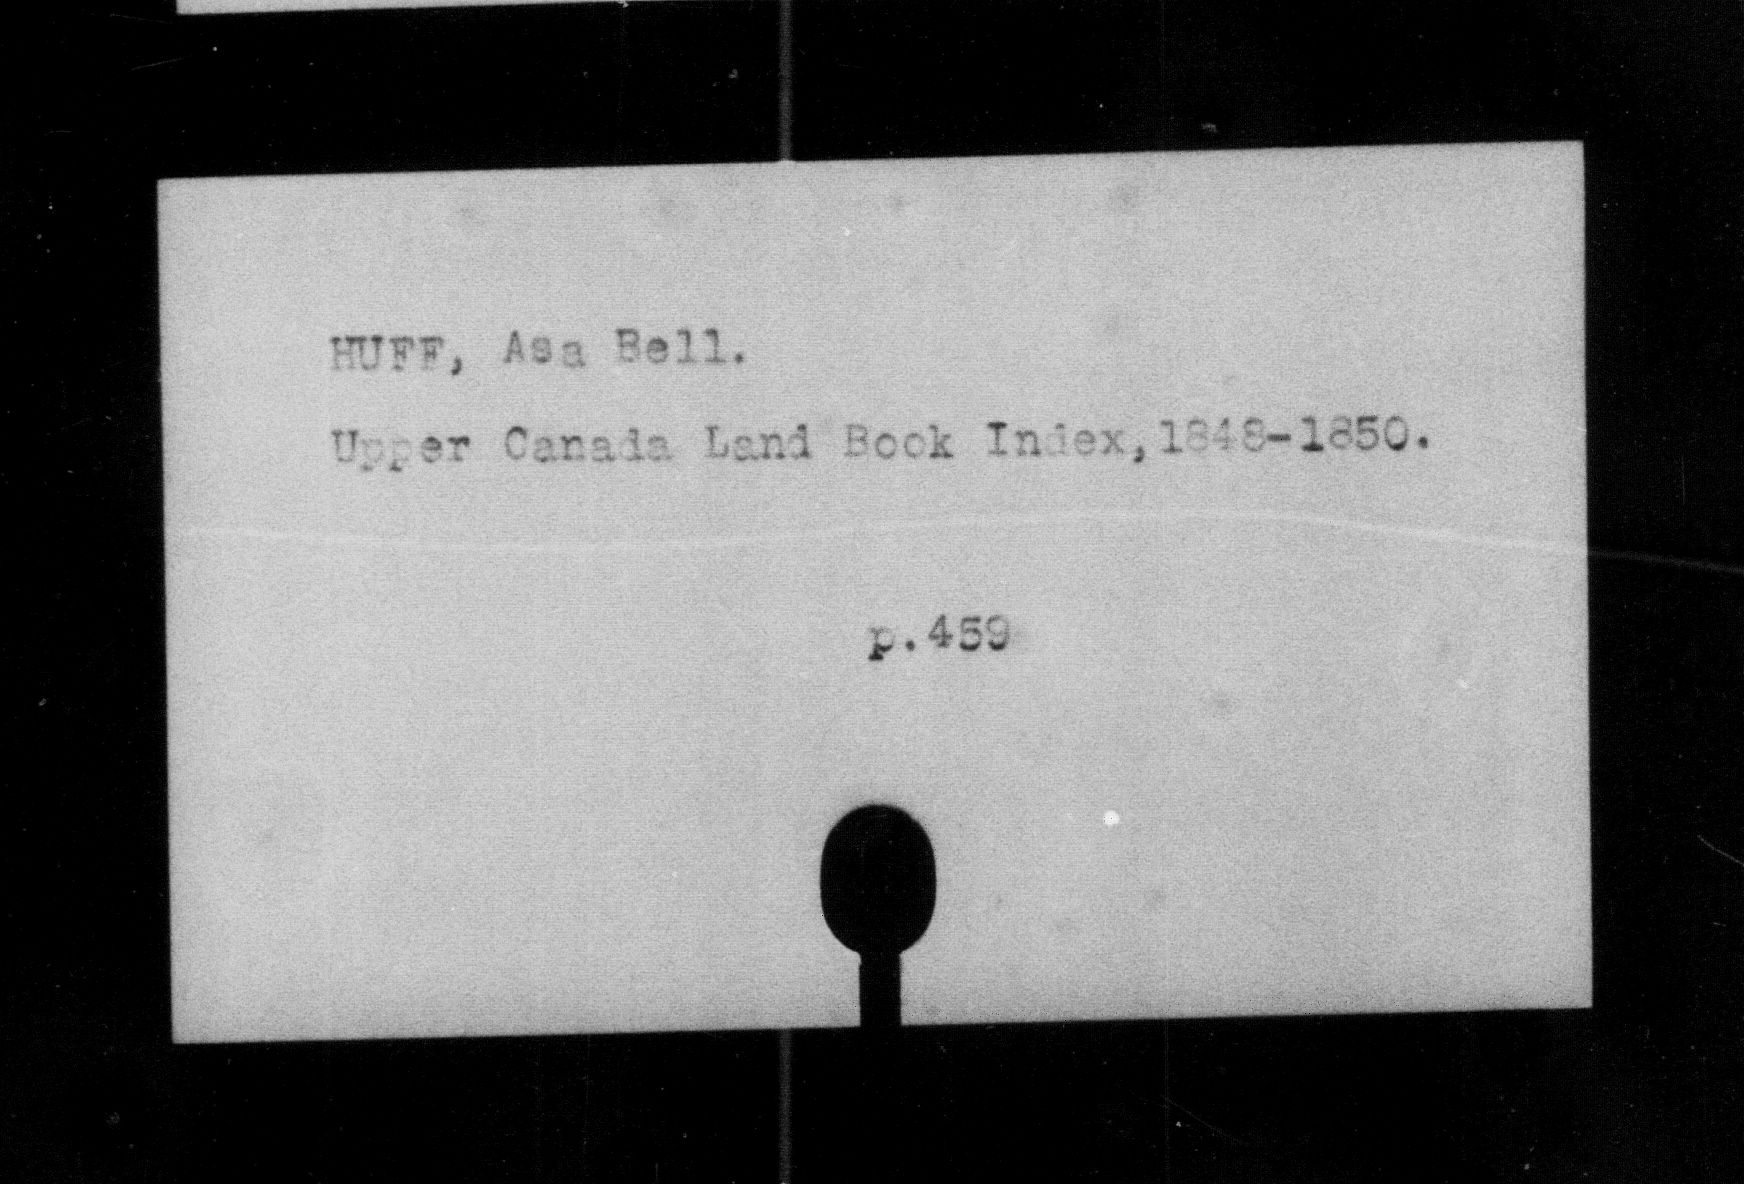 HUFF, Asa Bell.
Upper Canada Land Book Index,1848-1850.
p.459